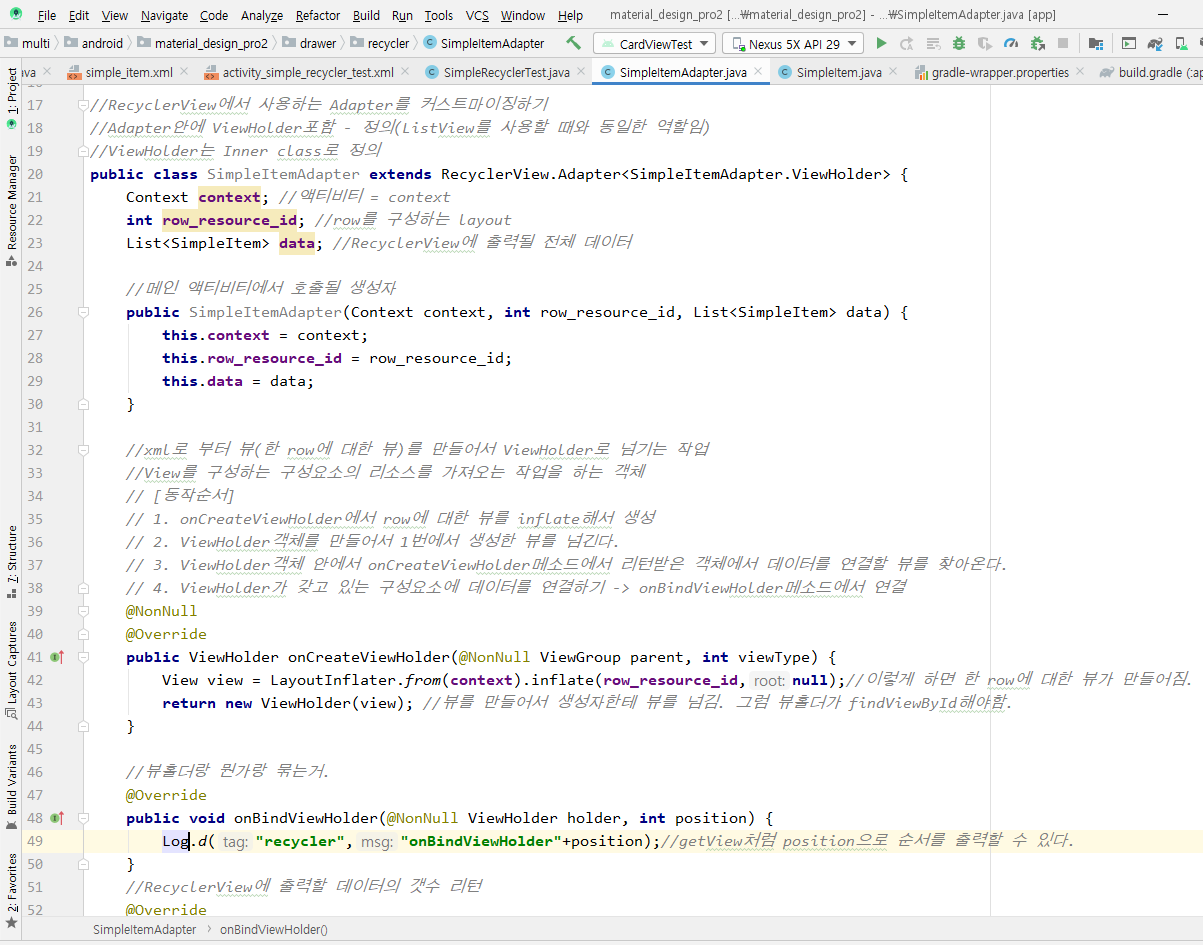 File Edit View Navigate Code Analyze Refactor Build Run Tools VCS Window Help material_design_pro2 [...₩material_design_pro2] - ...₩SimpleItemAdapter.java [app]
multi android material_design_pro2 drawer recycler SimpleItemAdapter CardViewTest Nexus 5X API 29
ava simple_item.xml activity_simple_recycler_test.xml SimpleRecyclerTest.java SimpleItemAdapter.java SimpleItem.java gradle-wrapper.properties build.gradle (:ap
1: Project
Resource Manager
7: Structure
Layout Captures
Build Variants
2: Favorites
17 //RecyclerView에서 사용하는 Adapter를 커스트마이징하기
18 //Adapter안에 ViewHolder포함 - 정의(ListView를 사용할 때와 동일한 역할임)
19 //ViewHolder는 Inner class로 정의
20 public class SimpleItemAdapter extends RecyclerView.Adapter<SimpleItemAdapter.ViewHolder> {
21 Context context; //액티비티 = context
22 int row_resource_id; //row를 구성하는 layout
23 List<SimpleItem> data; //RecyclerView에 출력될 전체 데이터
24
25 //메인 액티비티에서 호출될 생성자
26 public SimpleItemAdapter(Context context, int row_resource_id, List<SimpleItem> data) {
27 this.context = context;
28 this.row_resource_id = row_resource_id;
29 this.data = data;
30 }
31
32 //xml로 부터 뷰(한 row에 대한 뷰)를 만들어서 ViewHolder로 넘기는 작업
33 //View를 구성하는 구성요소의 리소스를 가져오는 작업을 하는 객체
34 // [동작순서]
35 // 1. onCreateViewHolder에서 row에 대한 뷰를 inflate해서 생성
36 // 2. ViewHolder객체를 만들어서 1번에서 생성한 뷰를 넘긴다.
37 // 3. ViewHolder객체 안에서 onCreateViewHolder메소드에서 리턴받은 객체에서 데이터를 연결할 뷰를 찾아온다.
38 // 4. ViewHolder가 갖고 있는 구성요소에 데이터를 연결하기 -> onBindViewHolder메소드에서 연결
39 @NonNull
40 @Override
41 public ViewHolder onCreateViewHolder(@NonNull ViewGroup parent, int viewType) {
42 View view = LayoutInflater.from(context).inflate(row_resource_id, root: null);//이렇게 하면 한 row에 대한 뷰가 만들어짐.
43 return new ViewHolder(view); //뷰를 만들어서 생성자한테 뷰를 넘김. 그럼 뷰홀더가 findViewById해야함.
44 }
45
46 //뷰홀더랑 뭔가랑 묶는거.
47 @Override
48 public void onBindViewHolder(@NonNull ViewHolder holder, int position) {
49 Log.d( tag: "recycler", msg: "onBindViewHolder"+position);//getView처럼 position으로 순서를 출력할 수 있다.
50 }
51 //RecyclerView에 출력할 데이터의 갯수 리턴
52 @Override
SimpleItemAdapter onBindViewHolder()